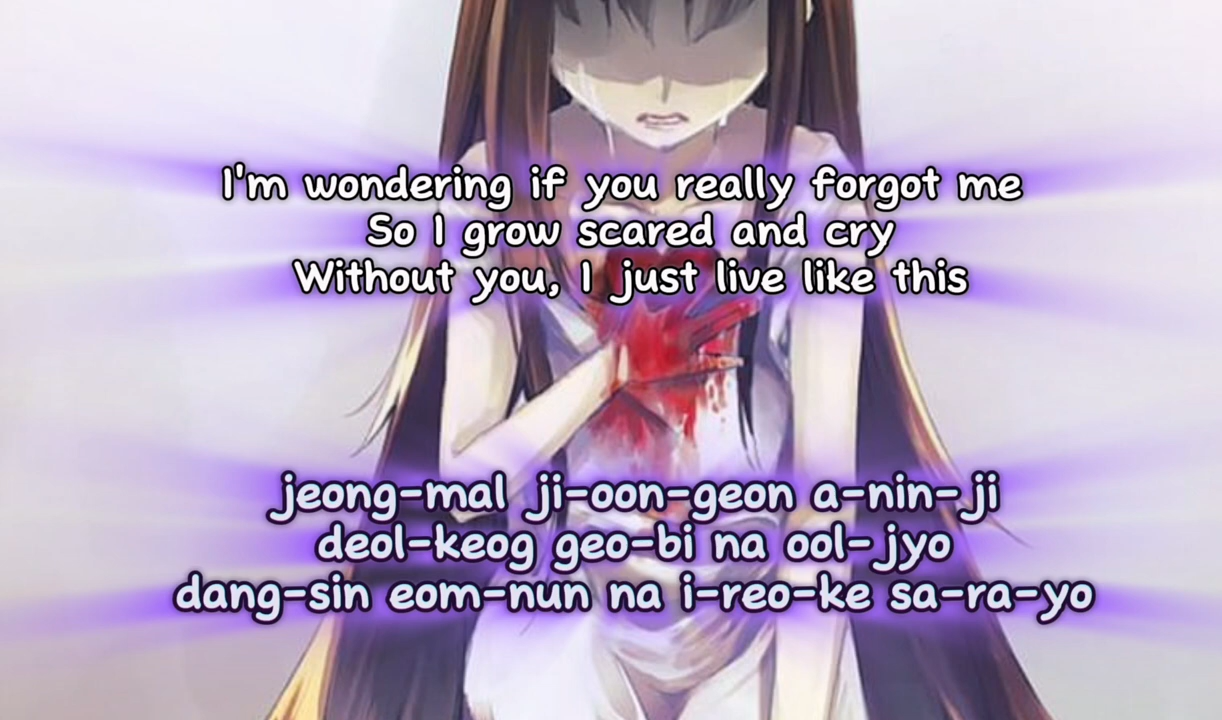 I'm wondering if you really forgot me
So I grow scared and cry
Without you, I just live like this
jeong-mal ji-oon-geon a-nin-ji
deol-keog geo-bi na ool-jyo
dang-sin eom-nun na i-reo-ke sa-ra-yo